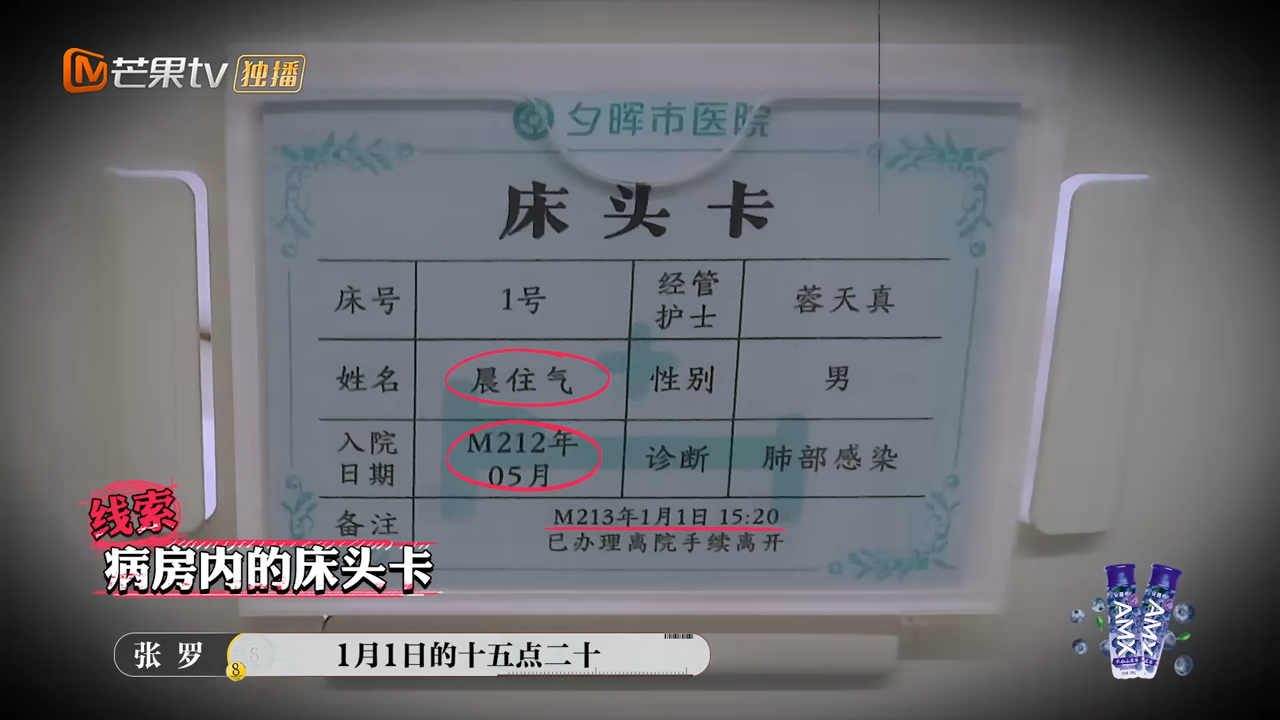 芒果tv 独播
夕晖市医院
床头卡
床号 1号 经管护士 蓉天真
姓名 晨住气 性别 男
入院日期 M212年05月 诊断 肺部感染
备注 M213年1月1日 15:20
已办理离院手续离开
线索
病房内的床头卡
张罗 8 1月1日的十五点二十
AMX AMX